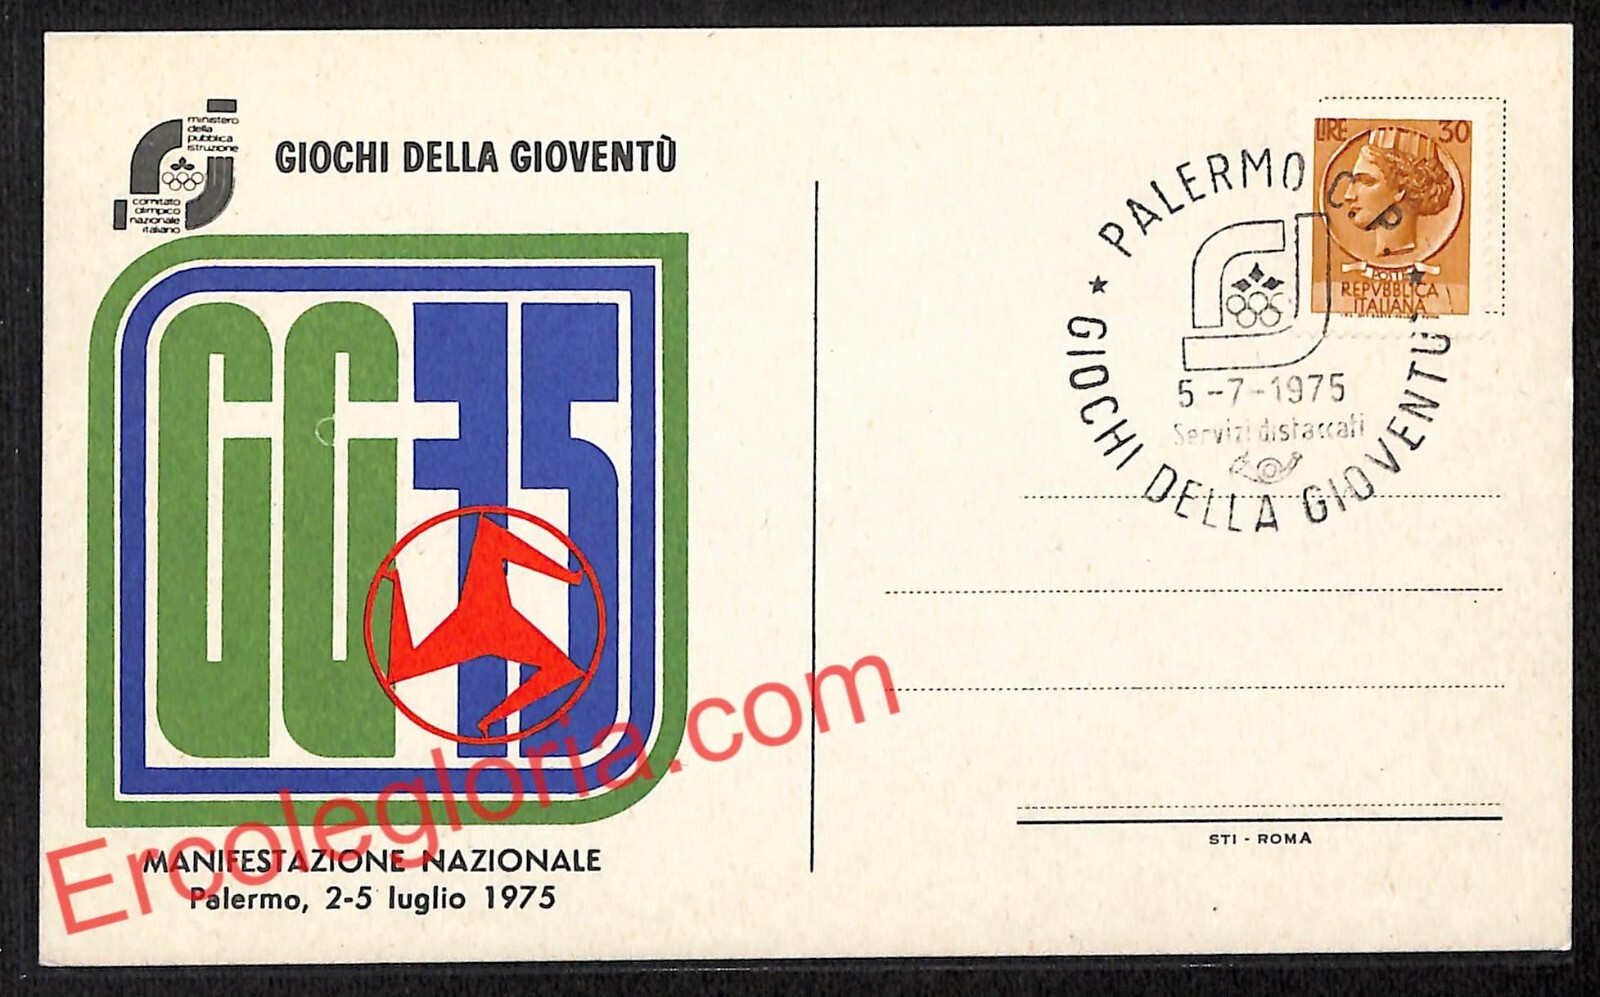 ministero
della
pubblica
istruzione
comitato
olimpico
nazionale
italiano
GIOCHI DELLA GIOVENTÙ
GG75
MANIFESTAZIONE NAZIONALE
Palermo, 2-5 luglio 1975
LIRE 30
POSTE
REPVBBLICA
ITALIANA
★ PALERMO C.P. ★
5-7-1975
Servizi distaccati
GIOCHI DELLA GIOVENTÙ
STI - ROMA
Ercolegloria.com